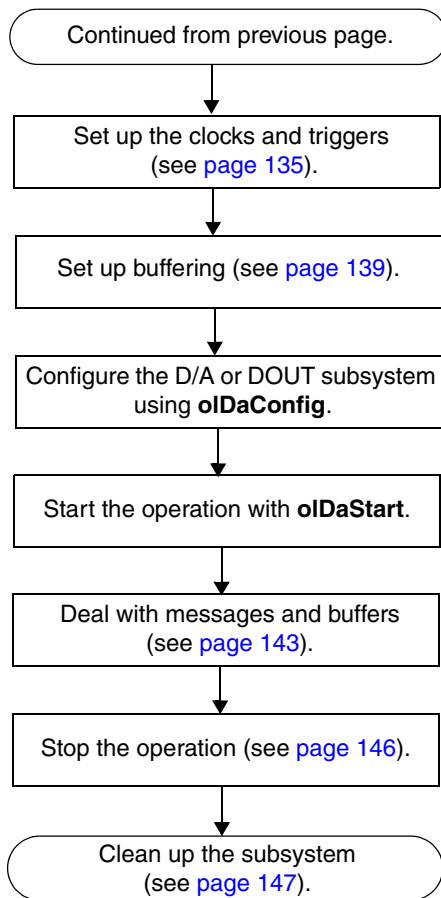 Continued from previous page.
Set up the clocks and triggers
(see page 135).
Set up buffering (see page 139).
Configure the D/A or DOUT subsystem
using olDaConfig.
Start the operation with olDaStart.
Deal with messages and buffers
(see page 143).
Stop the operation (see page 146).
Clean up the subsystem
(see page 147).